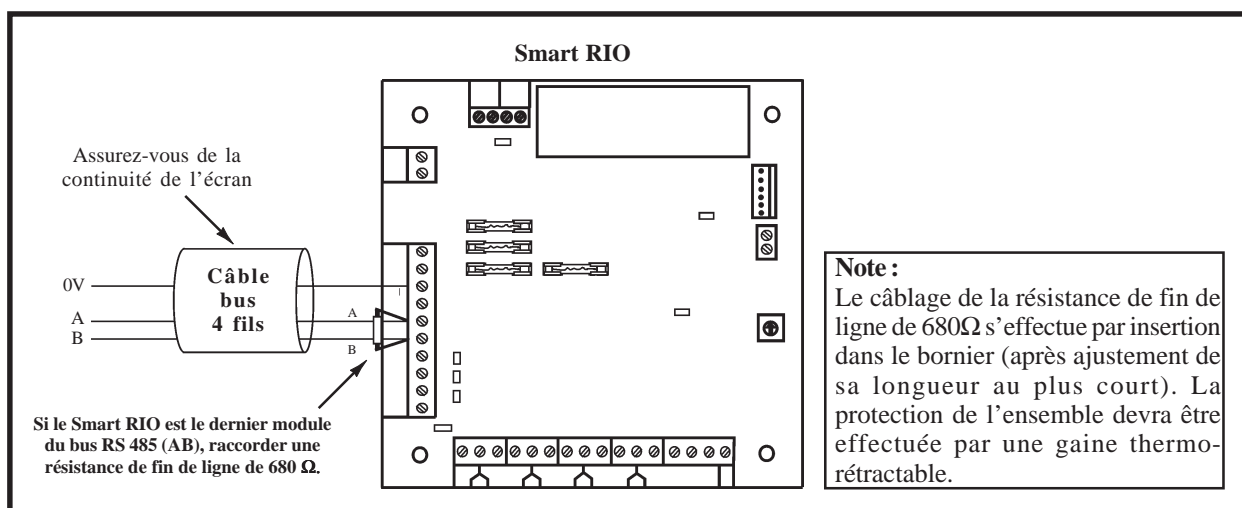 Smart RIO
Assurez-vous de la
continuité de l'écran
Câble
bus
4 fils
0V
A
B
–
A
B
Si le Smart RIO est le dernier module
du bus RS 485 (AB), raccorder une
résistance de fin de ligne de 680 Ω.
Note :
Le câblage de la résistance de fin de
ligne de 680Ω s'effectue par insertion
dans le bornier (après ajustement de
sa longueur au plus court). La
protection de l'ensemble devra être
effectuée par une gaine thermo-
rétractable.